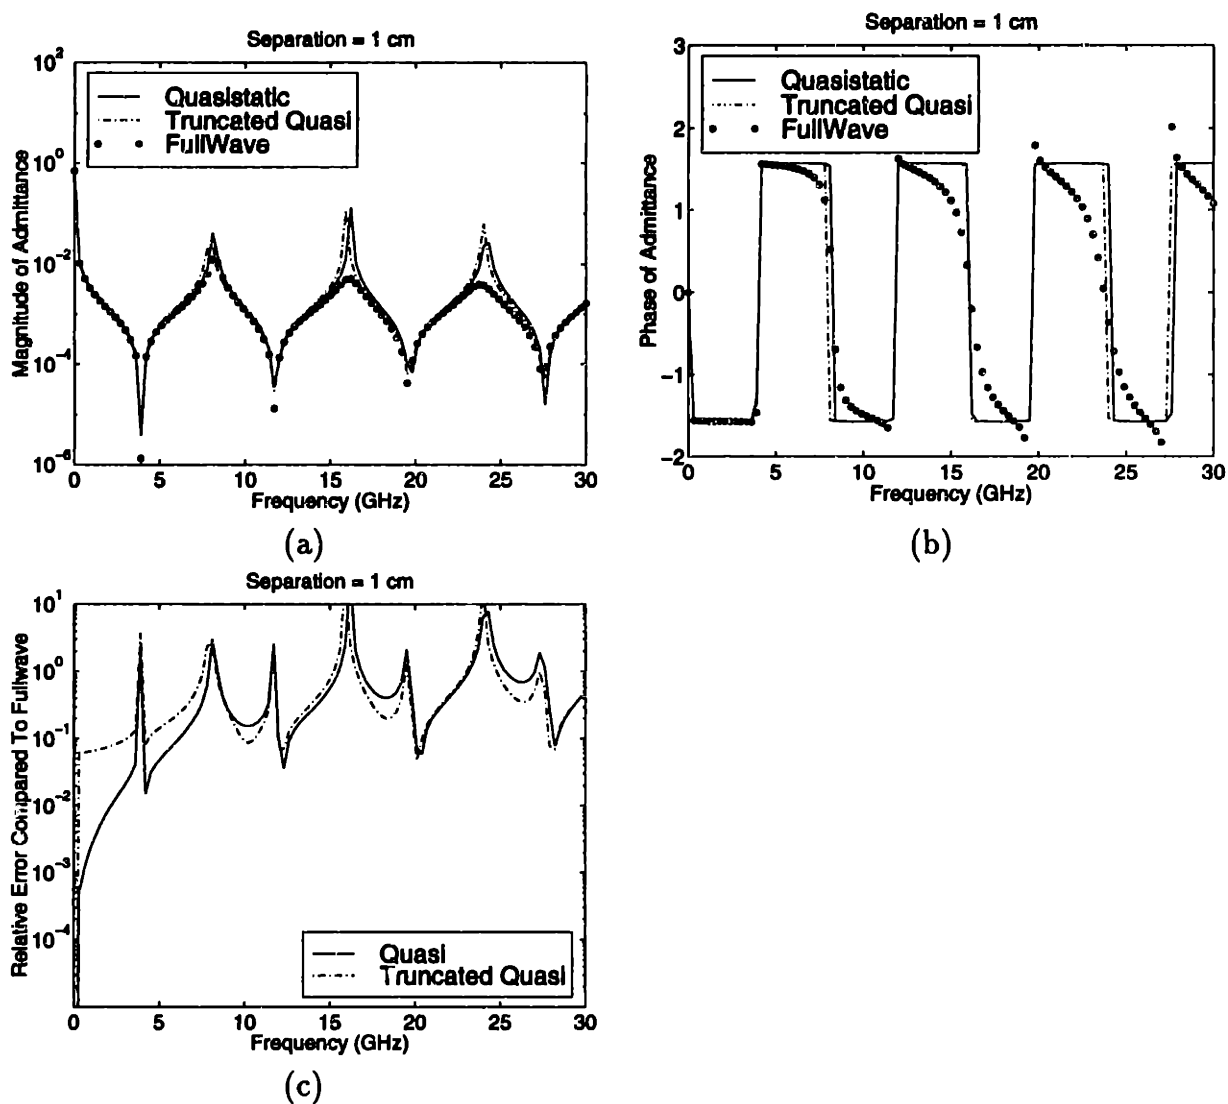 Separation = 1 cm
10^2
10^0
10^-2
10^-4
10^-6
Magnitude of Admittance
Quasistatic
Truncated Quasi
FullWave
0 5 10 15 20 25 30
Frequency (GHz)
(a)
Separation = 1 cm
3
2
1
0
−1
−2
Phase of Admittance
Quasistatic
Truncated Quasi
FullWave
0 5 10 15 20 25 30
Frequency (GHz)
(b)
Separation = 1 cm
10^1
10^0
10^-1
10^-2
10^-3
10^-4
Relative Error Compared To Fullwave
Quasi
Truncated Quasi
0 5 10 15 20 25 30
Frequency (GHz)
(c)